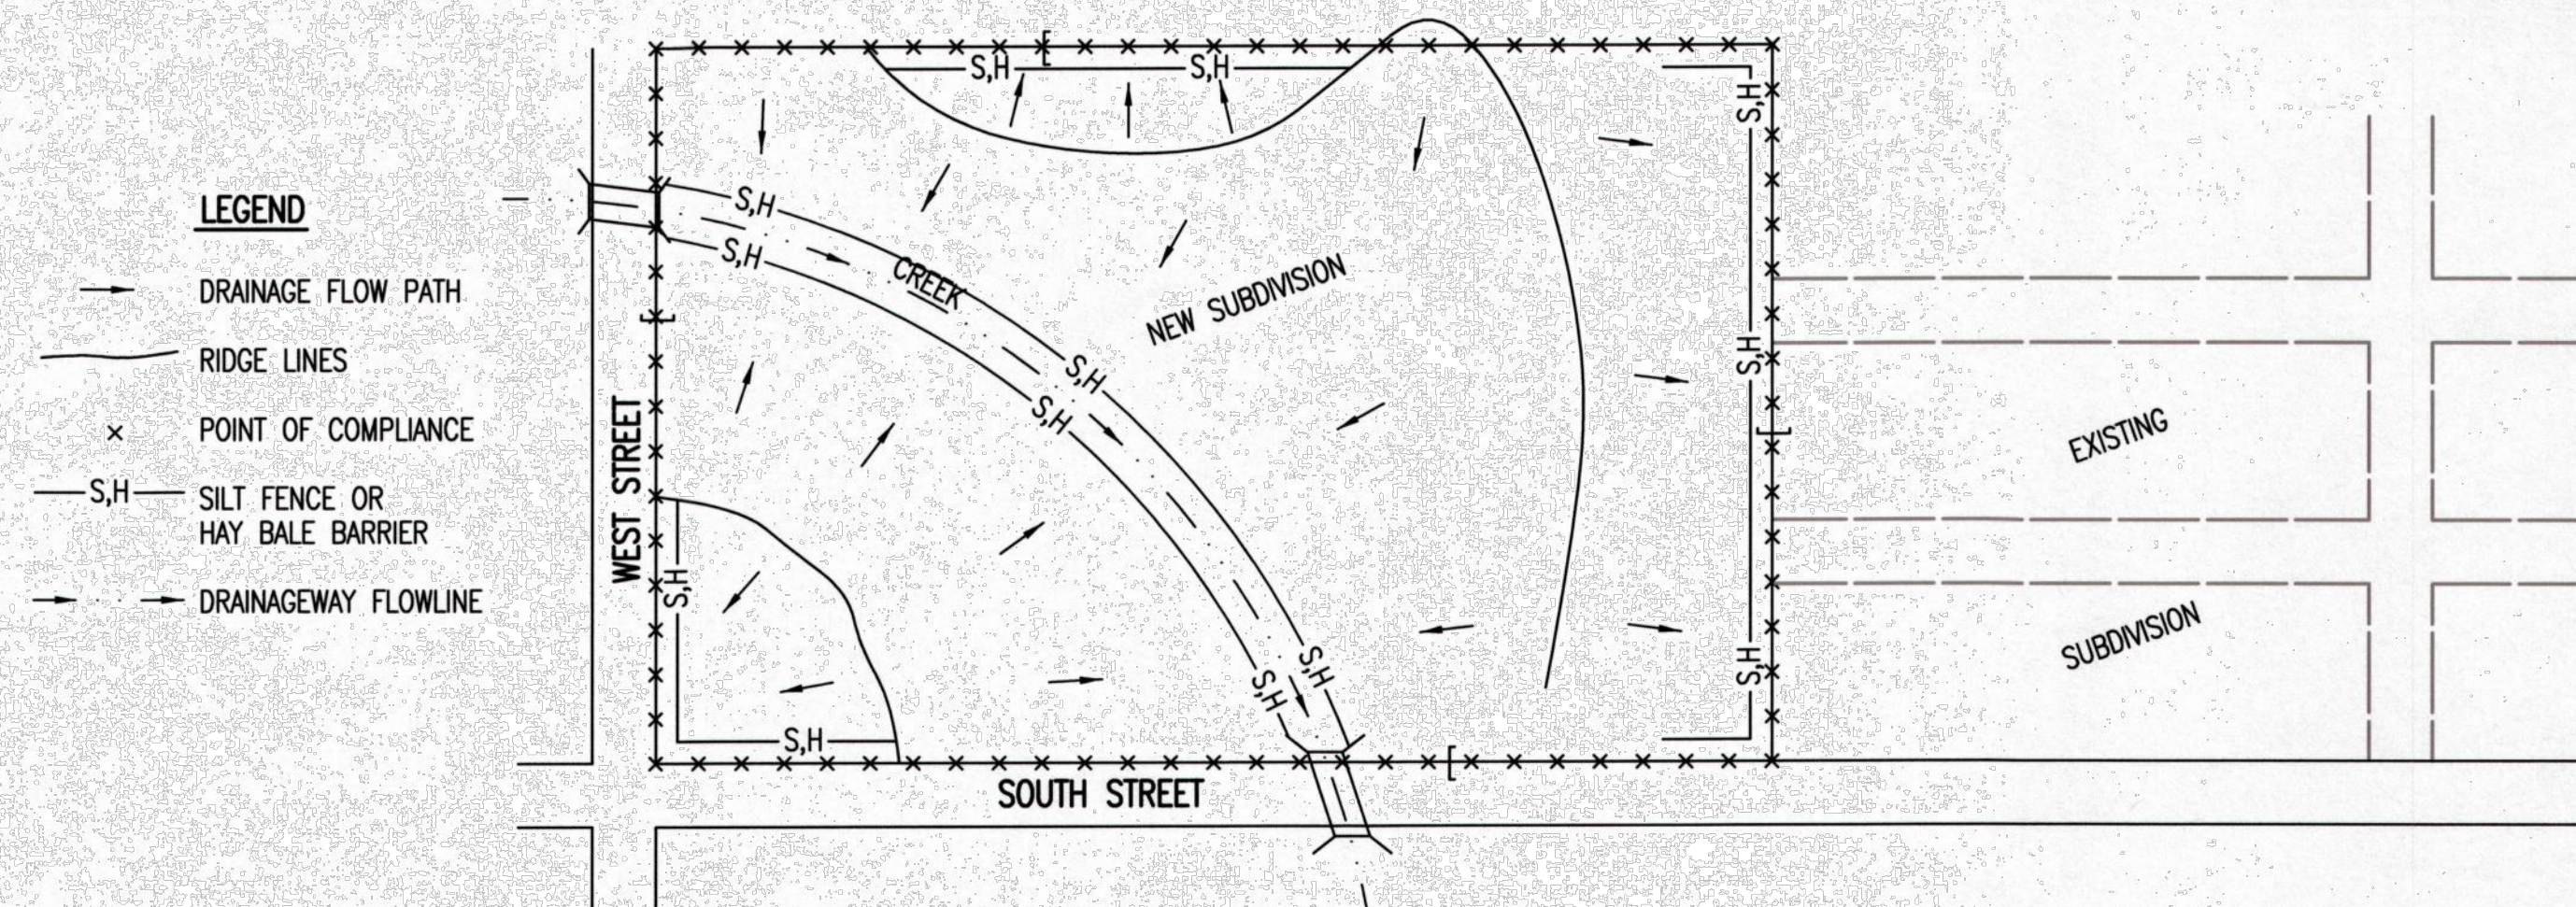 LEGEND
DRAINAGE FLOW PATH
RIDGE LINES
× POINT OF COMPLIANCE
S,H SILT FENCE OR
HAY BALE BARRIER
DRAINAGEWAY FLOWLINE
WEST STREET
SOUTH STREET
S,H
S,H
S,H
S,H
CREEK
S,H
S,H
S,H
S,H
NEW SUBDIVISION
S,H
S,H
S,H
S,H
S,H
EXISTING
SUBDIVISION